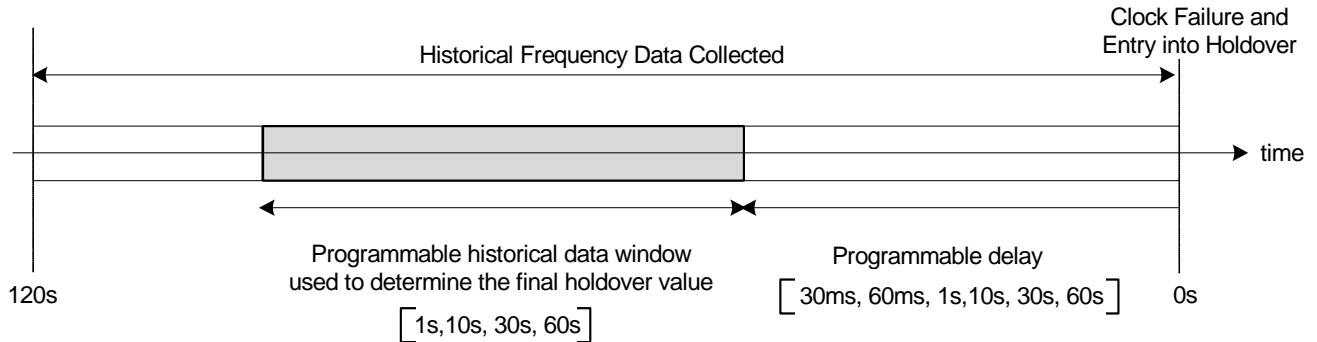 Clock Failure and
Entry into Holdover
Historical Frequency Data Collected
time
Programmable historical data window
used to determine the final holdover value
[1s,10s, 30s, 60s]
Programmable delay
[30ms, 60ms, 1s,10s, 30s, 60s]
120s
0s